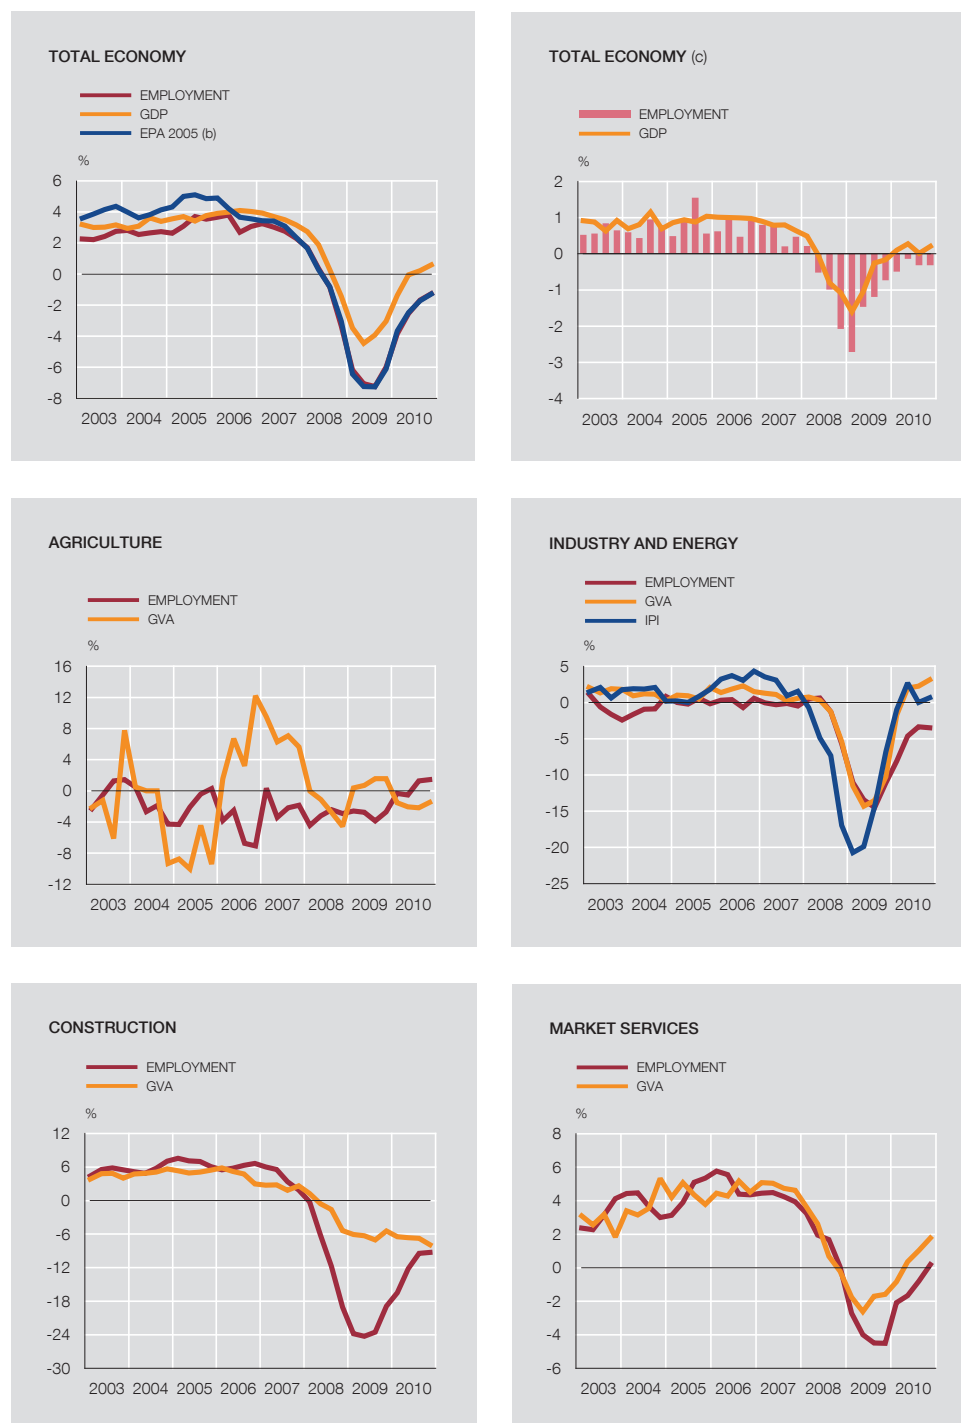 TOTAL ECONOMY
EMPLOYMENT
GDP
EPA 2005 (b)
%
6
4
2
0
-2
-4
-6
-8
2003 2004 2005 2006 2007 2008 2009 2010
TOTAL ECONOMY (c)
EMPLOYMENT
GDP
%
2
1
0
-1
-2
-3
-4
2003 2004 2005 2006 2007 2008 2009 2010
AGRICULTURE
EMPLOYMENT
GVA
%
16
12
8
4
0
-4
-8
-12
2003 2004 2005 2006 2007 2008 2009 2010
INDUSTRY AND ENERGY
EMPLOYMENT
GVA
IPI
%
5
0
-5
-10
-15
-20
-25
2003 2004 2005 2006 2007 2008 2009 2010
CONSTRUCTION
EMPLOYMENT
GVA
%
12
6
0
-6
-12
-18
-24
-30
2003 2004 2005 2006 2007 2008 2009 2010
MARKET SERVICES
EMPLOYMENT
GVA
%
8
6
4
2
0
-2
-4
-6
2003 2004 2005 2006 2007 2008 2009 2010